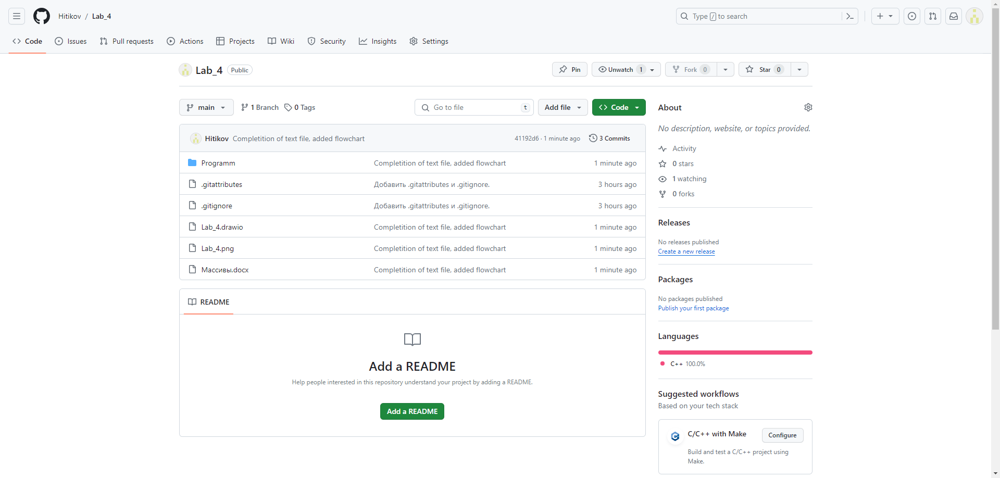 Hitikov / Lab_4
Type / to search
Code Issues Pull requests Actions Projects Wiki Security Insights Settings
Lab_4 Public
Pin Unwatch 1 Fork 0 Star 0
main 1 Branch 0 Tags Go to file t Add file Code
Hitikov Completition of text file, added flowchart 41192d6 · 1 minute ago 3 Commits
Programm Completition of text file, added flowchart 1 minute ago
.gitattributes Добавить .gitattributes и .gitignore. 3 hours ago
.gitignore Добавить .gitattributes и .gitignore. 3 hours ago
Lab_4.drawio Completition of text file, added flowchart 1 minute ago
Lab_4.png Completition of text file, added flowchart 1 minute ago
Массивы.docx Completition of text file, added flowchart 1 minute ago
README
Add a README
Help people interested in this repository understand your project by adding a README.
Add a README
About
No description, website, or topics provided.
Activity
0 stars
1 watching
0 forks
Releases
No releases published
Create a new release
Packages
No packages published
Publish your first package
Languages
C++ 100.0%
Suggested workflows
Based on your tech stack
C/C++ with Make Configure
Build and test a C/C++ project using
Make.